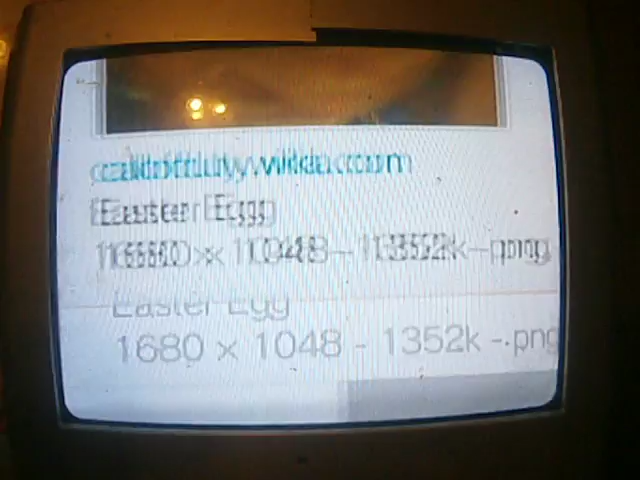 callofduty.wikia.com
Easter Egg
1680 x 1048 - 1352k - png
Easter Egg
1680 x 1048 - 1352k - png